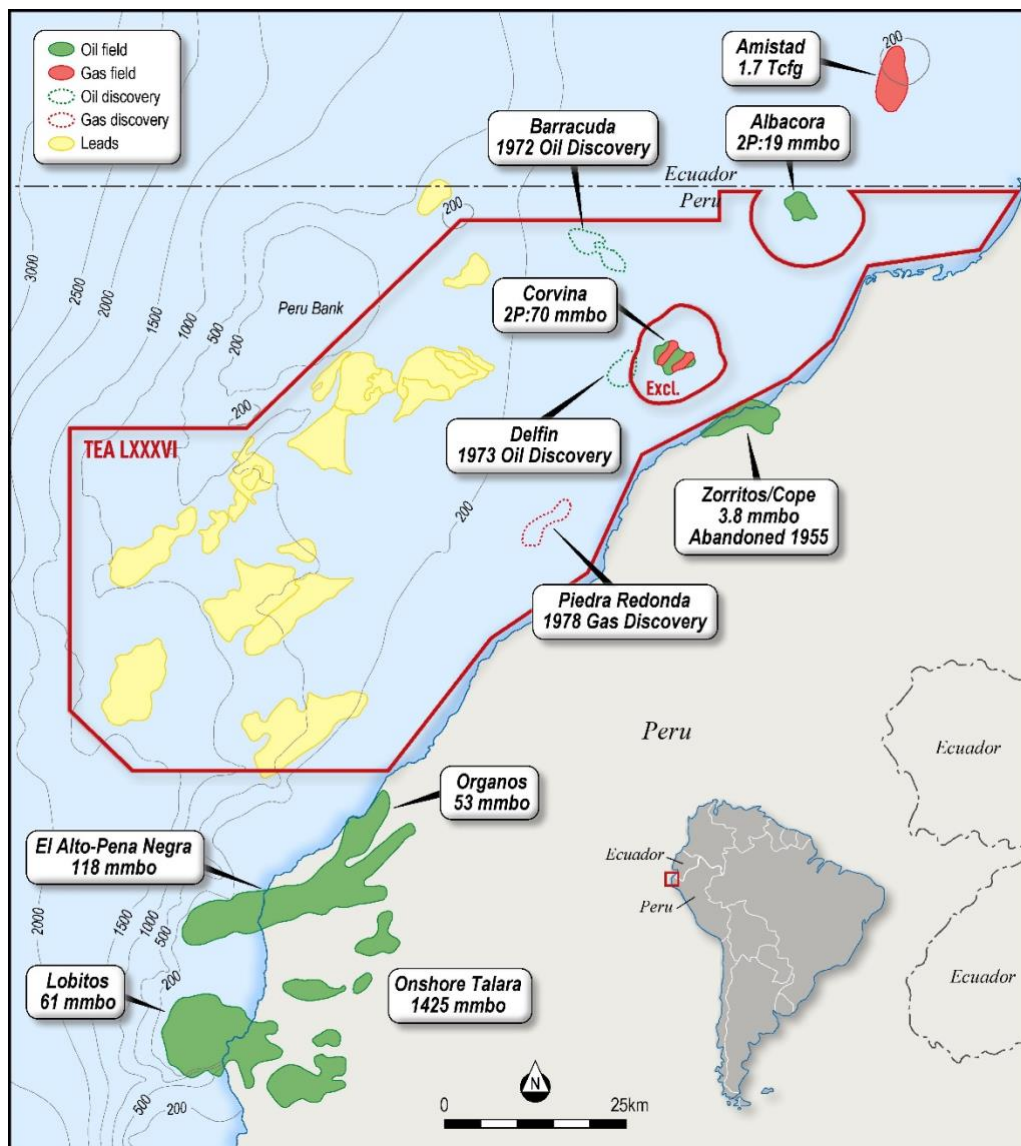 Oil field
Gas field
Oil discovery
Gas discovery
Leads
200
Amistad
1.7 Tcfg
Barracuda
1972 Oil Discovery
Albacora
2P:19 mmbo
Ecuador
Peru
200
3000
2500
2000
1500
1000
500
200
Peru Bank
Corvina
2P:70 mmbo
Excl.
200
TEA LXXXVI
Delfin
1973 Oil Discovery
200
Zorritos/Cope
3.8 mmbo
Abandoned 1955
Piedra Redonda
1978 Gas Discovery
Peru
Ecuador
Organos
53 mmbo
El Alto-Pena Negra
118 mmbo
Ecuador
Peru
2000
1500
1000
500
200
Lobitos
61 mmbo
Onshore Talara
1425 mmbo
Ecuador
500
200
N
0
25km